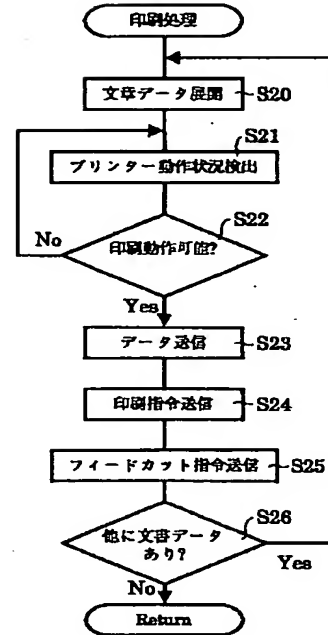 印刷処理
文章データ展開
S20
S21
プリンター動作状況検出
S22
No
印刷動作可能?
Yes
データ送信
S23
印刷指令送信
S24
フィードカット指令送信
S25
S26
他に文書データ
あり?
Yes
No
Return